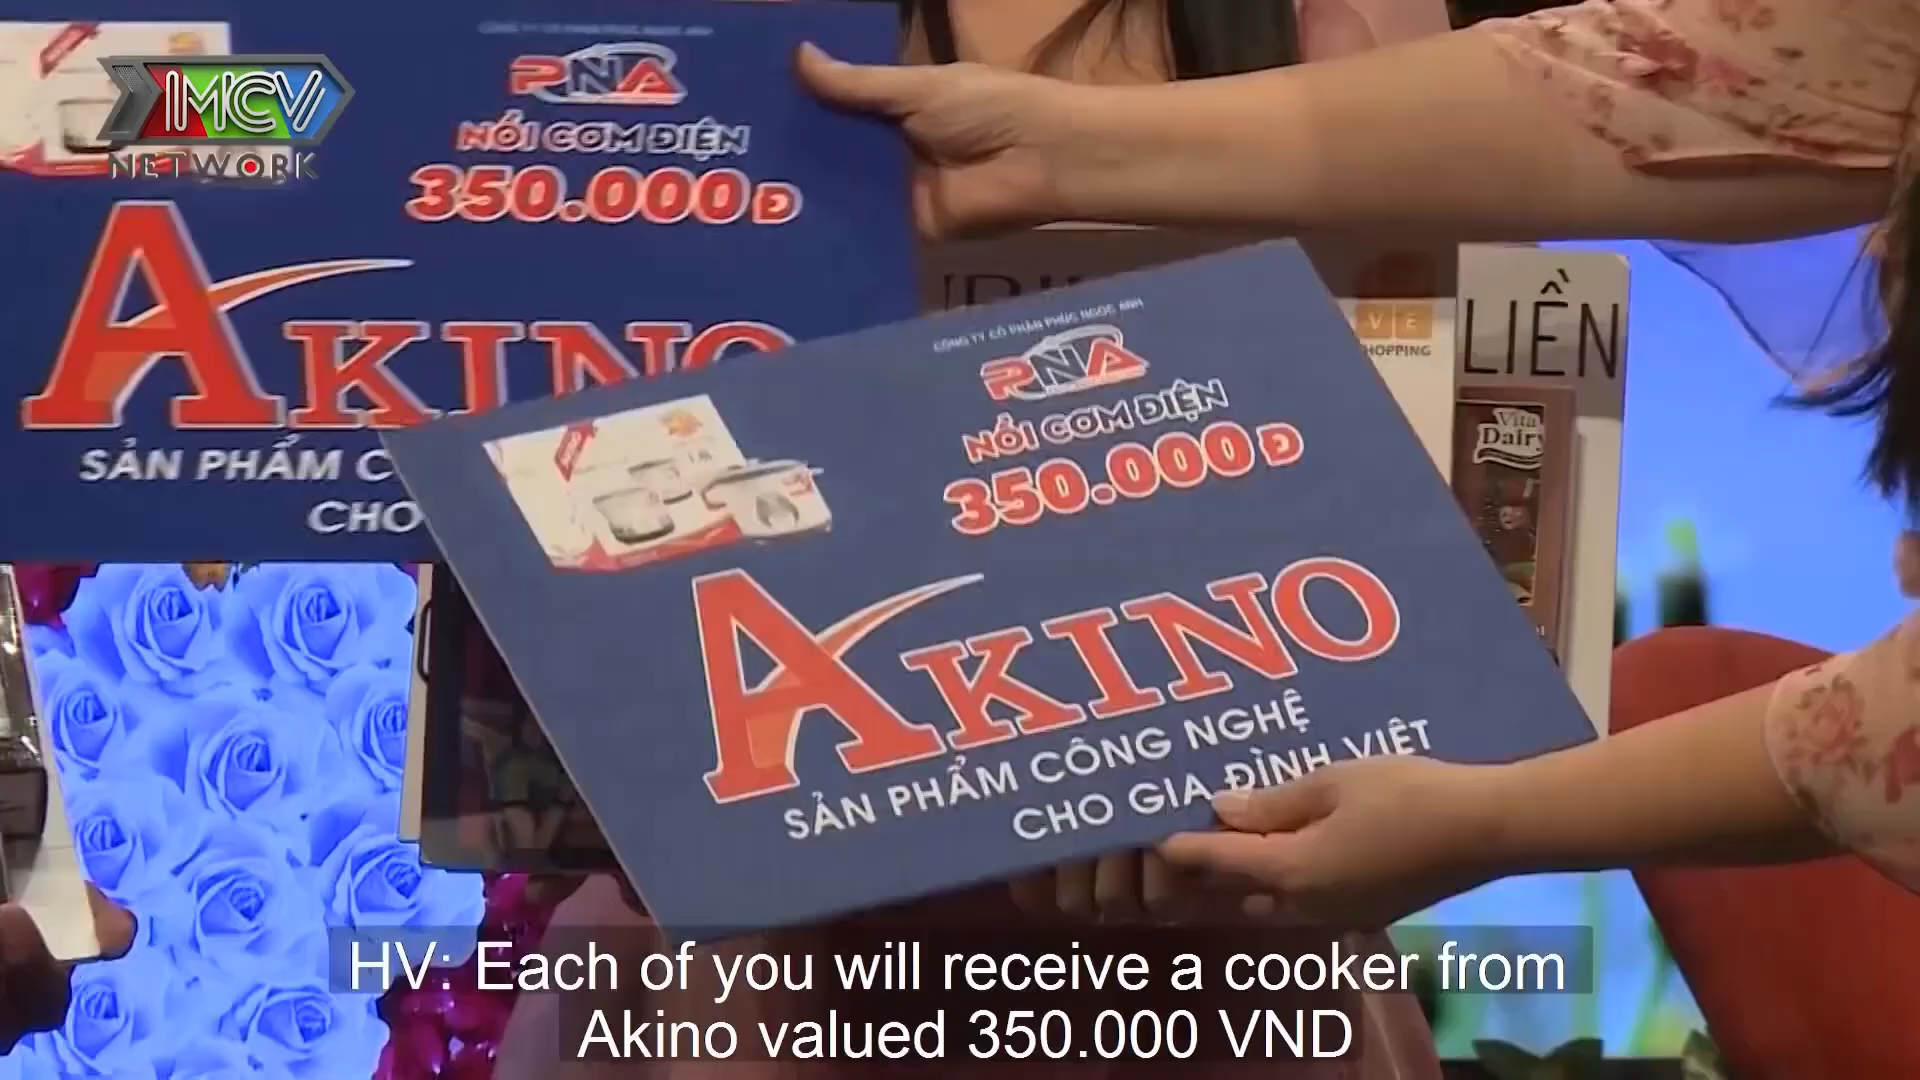 MCV
NETWORK
PNA
NỒI CƠM ĐIỆN
350.000Đ
AKINO
SẢN PHẨM C
CHO
CÔNG TY CỔ PHẦN PHÚC NGỌC ANH
PNA
NỒI CƠM ĐIỆN
350.000Đ
AKINO
SẢN PHẨM CÔNG NGHỆ
CHO GIA ĐÌNH VIỆT
VE
HOPPING
LIỀN
Vita
Dairy
HV: Each of you will receive a cooker from
Akino valued 350.000 VND